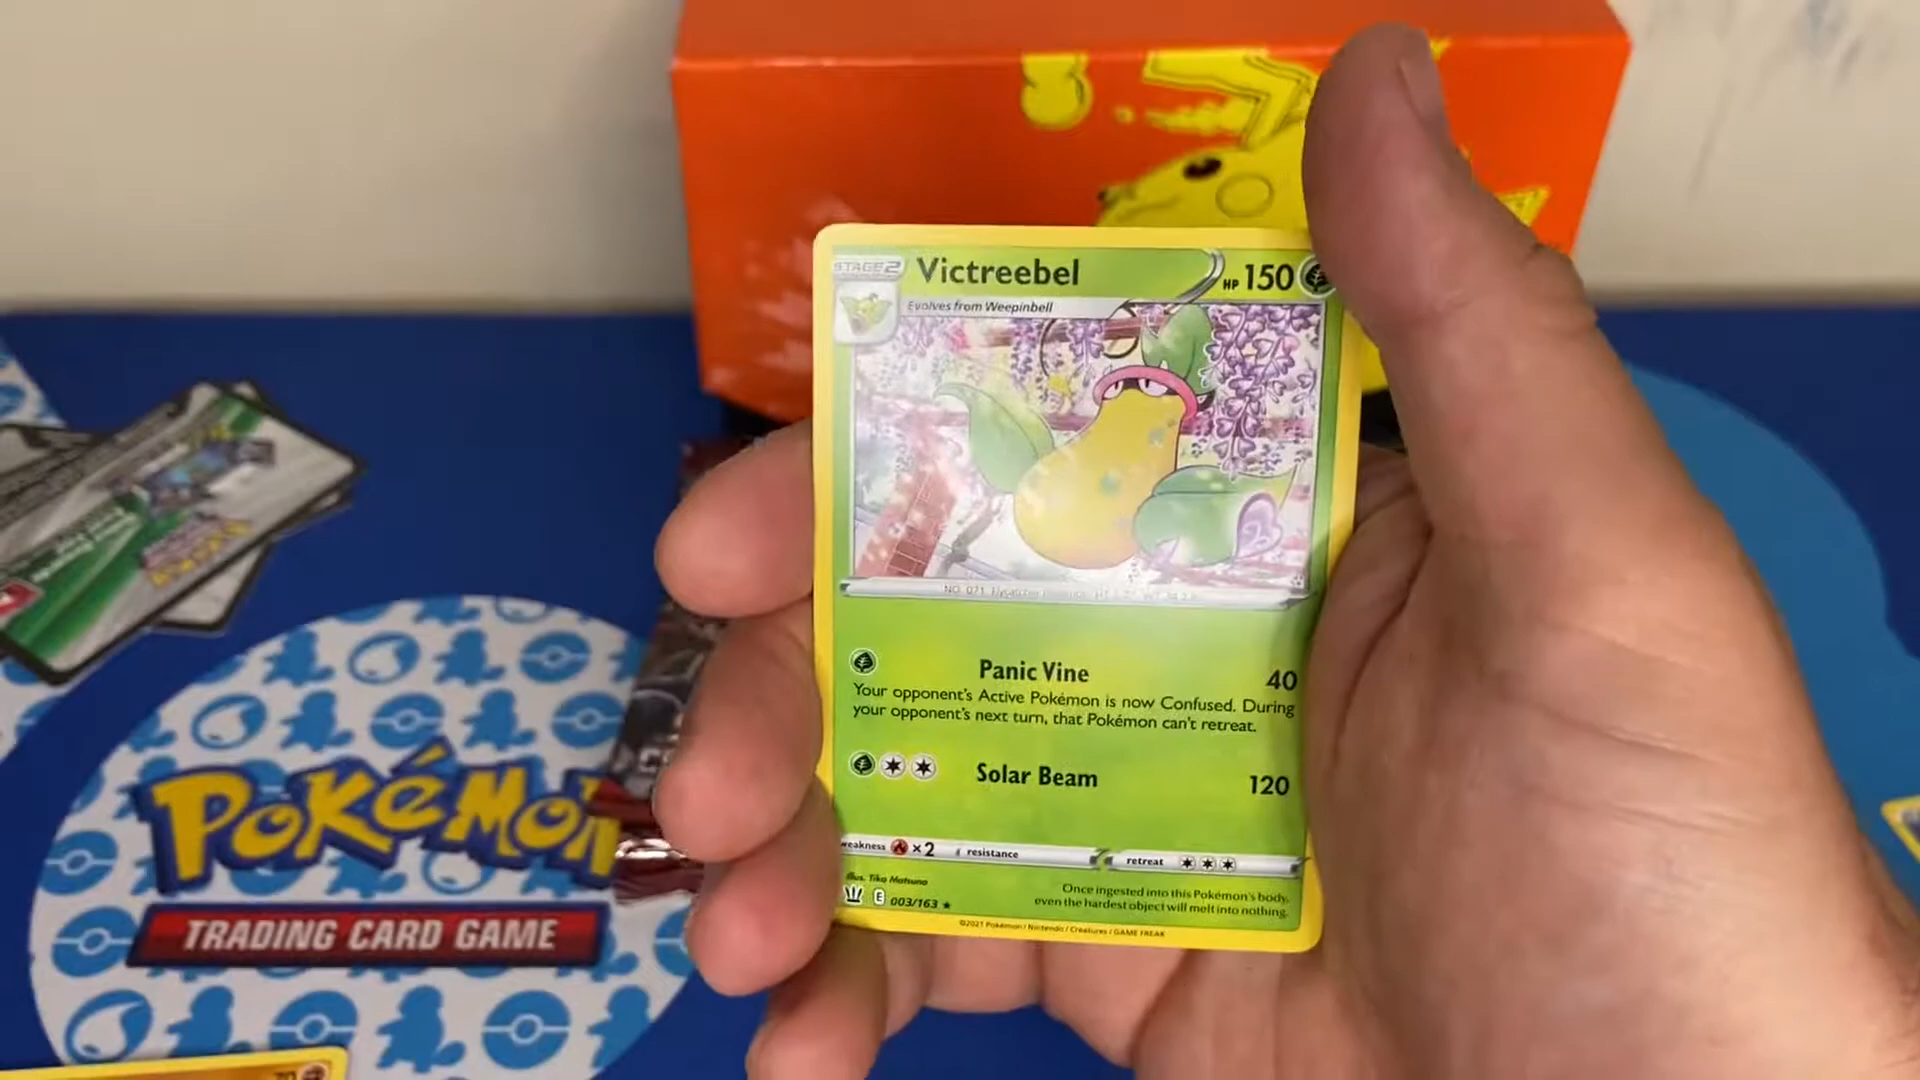 STAGE 2 Victreebel HP 150
Evolves from Weepinbell
Panic Vine 40
Your opponent's Active Pokémon is now Confused. During
your opponent's next turn, that Pokémon can't retreat.
Solar Beam 120
weakness ×2 resistance
retreat
illus. Tika Matsuno
E 003/163
Once ingested into this Pokémon's body,
even the hardest object will melt into nothing.
©2021 Pokémon / Nintendo / Creatures / GAME FREAK
POKéMON
TRADING CARD GAME
70